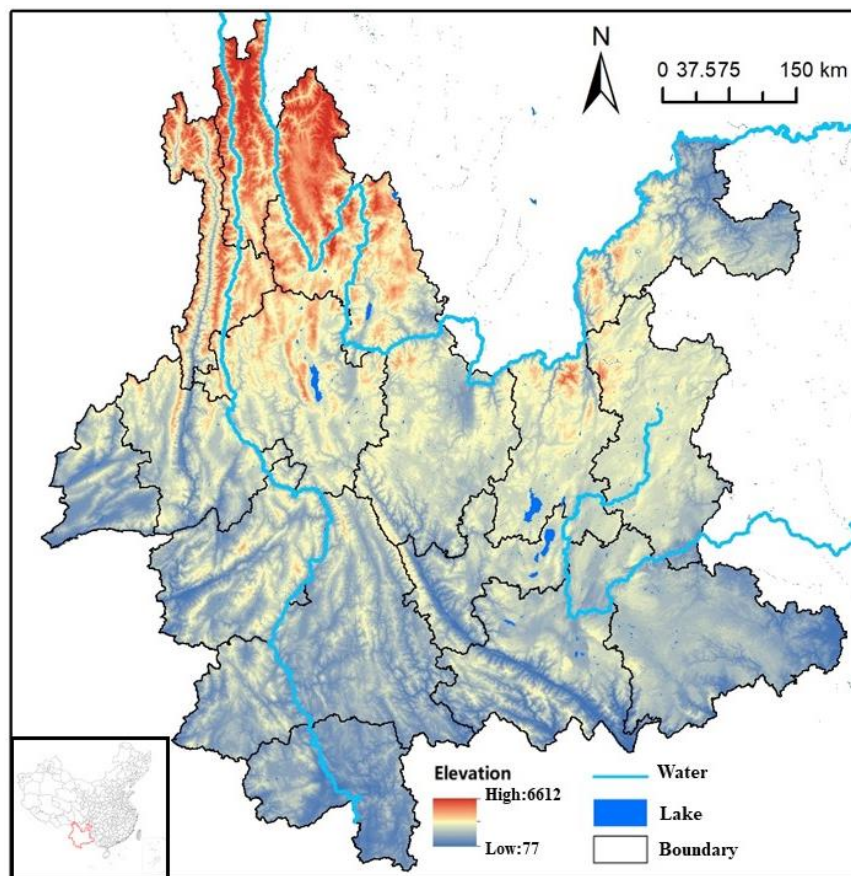 N
0 37.575 150 km
Elevation
High:6612
Low:77
Water
Lake
Boundary